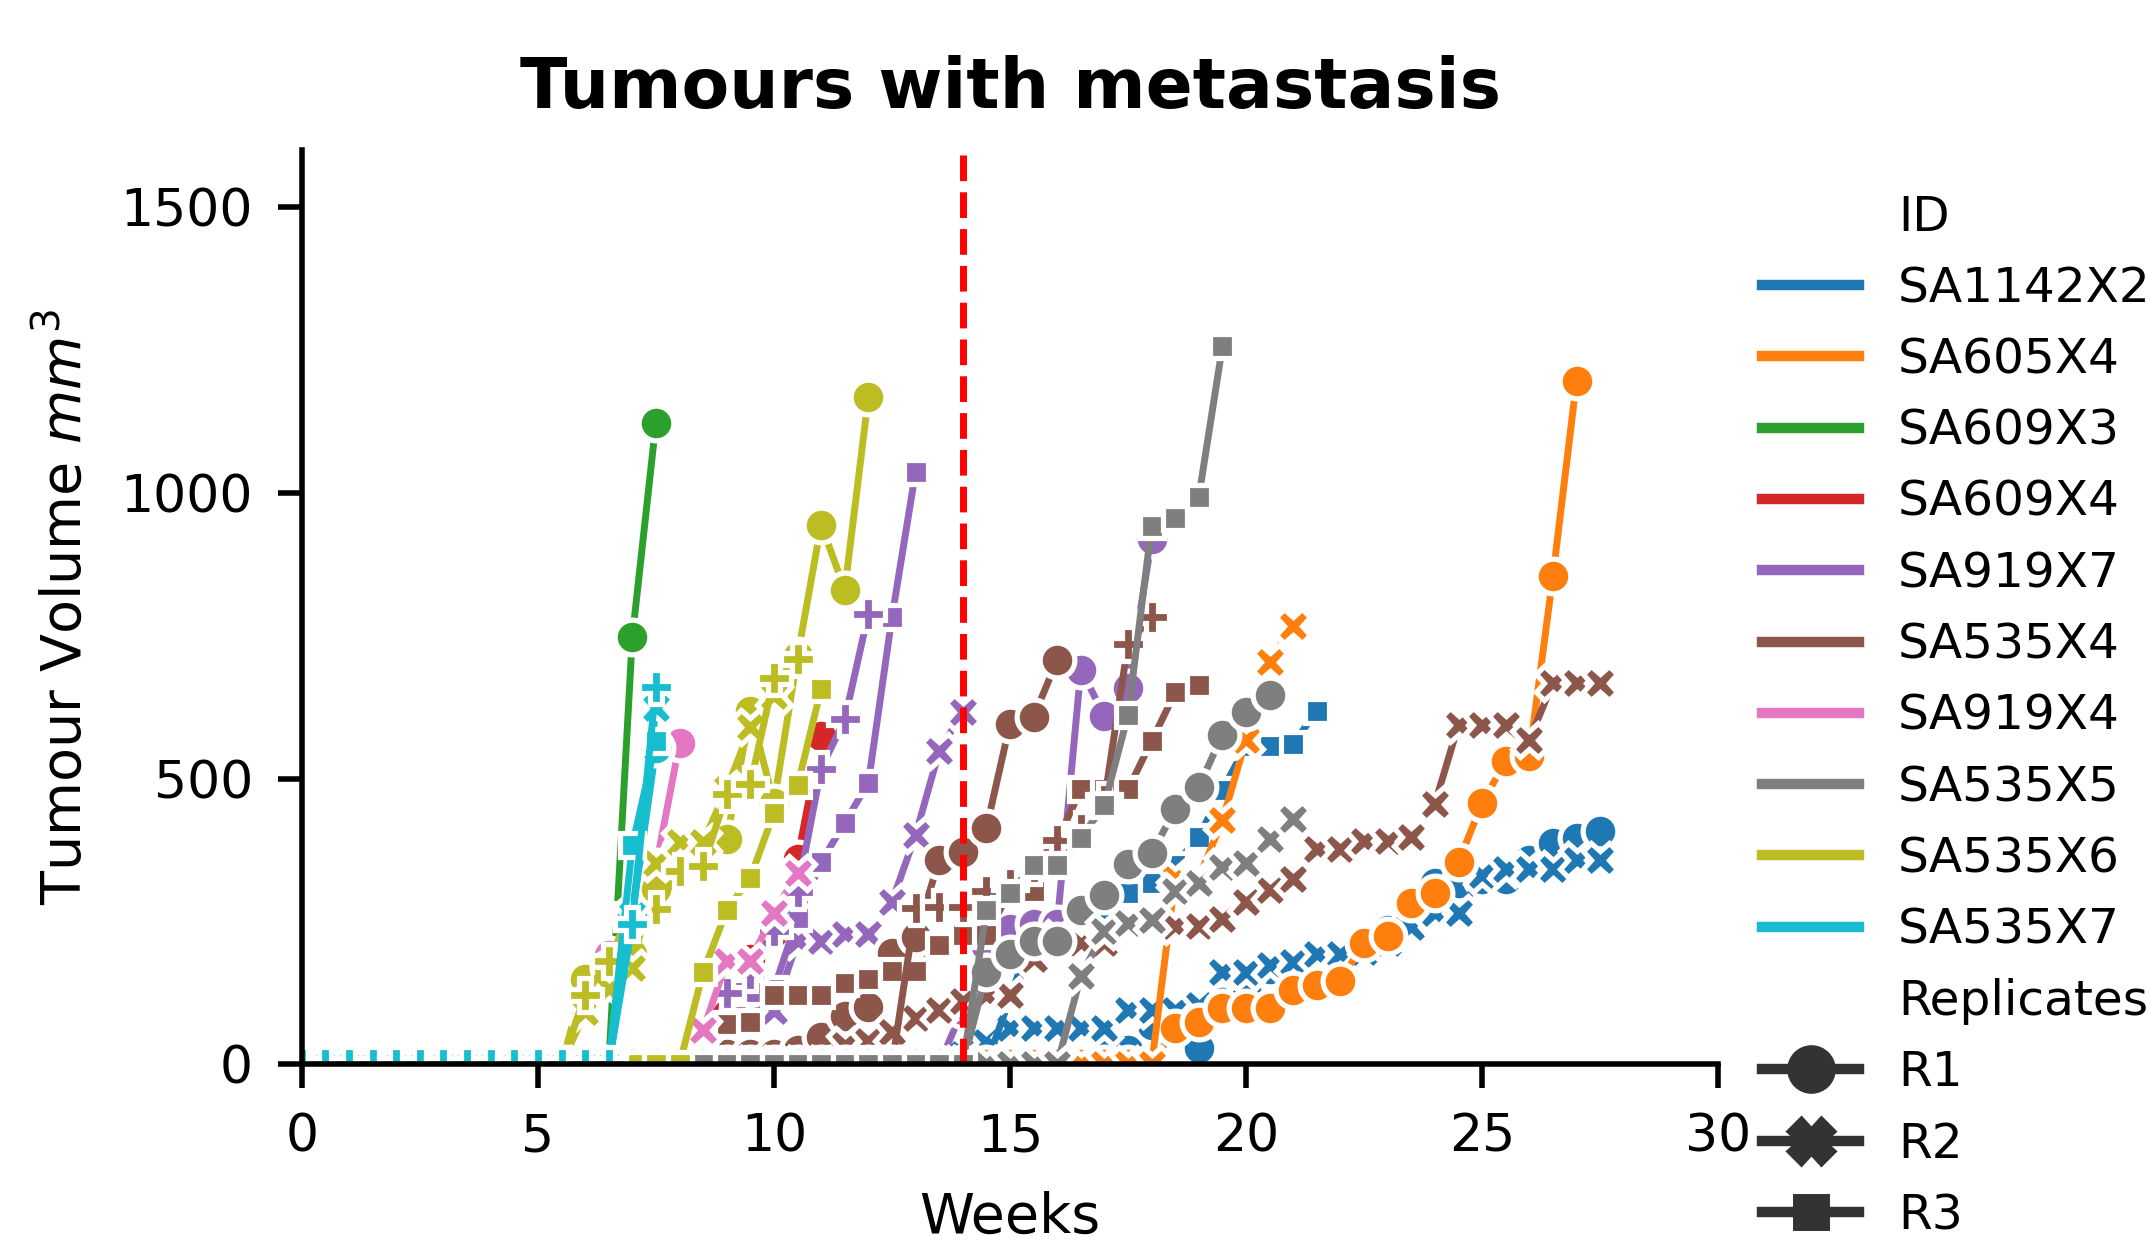 Tumours with metastasis
Tumour Volume mm³
1500
1000
500
0
0 5 10 15 20 25 30
Weeks
ID
SA1142X2
SA605X4
SA609X3
SA609X4
SA919X7
SA535X4
SA919X4
SA535X5
SA535X6
SA535X7
Replicates
R1
R2
R3